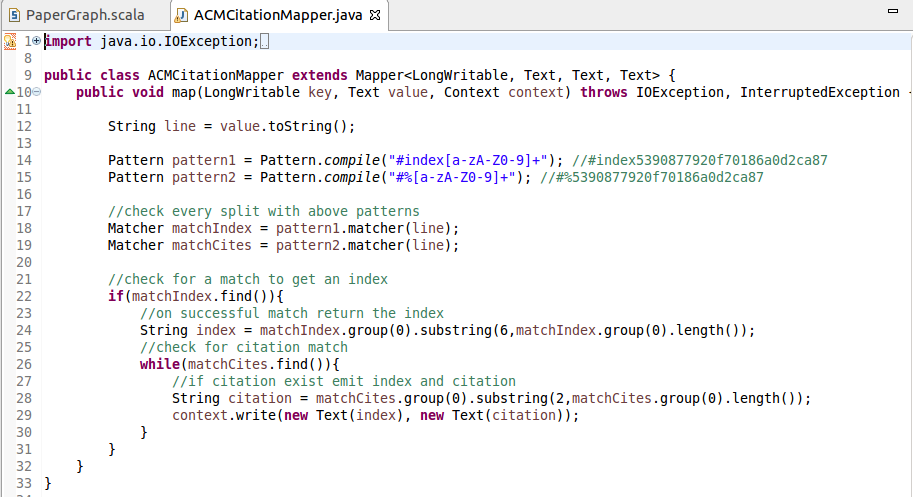 PaperGraph.scala
ACMCitationMapper.java
1 import java.io.IOException;
8
9 public class ACMCitationMapper extends Mapper<LongWritable, Text, Text, Text> {
10     public void map(LongWritable key, Text value, Context context) throws IOException, InterruptedException
11
12         String line = value.toString();
13
14         Pattern pattern1 = Pattern.compile("#index[a-zA-Z0-9]+"); //#index5390877920f70186a0d2ca87
15         Pattern pattern2 = Pattern.compile("#%[a-zA-Z0-9]+"); //#%5390877920f70186a0d2ca87
16
17         //check every split with above patterns
18         Matcher matchIndex = pattern1.matcher(line);
19         Matcher matchCites = pattern2.matcher(line);
20
21         //check for a match to get an index
22         if(matchIndex.find()){
23             //on successful match return the index
24             String index = matchIndex.group(0).substring(6,matchIndex.group(0).length());
25             //check for citation match
26             while(matchCites.find()){
27                 //if citation exist emit index and citation
28                 String citation = matchCites.group(0).substring(2,matchCites.group(0).length());
29                 context.write(new Text(index), new Text(citation));
30             }
31         }
32     }
33 }